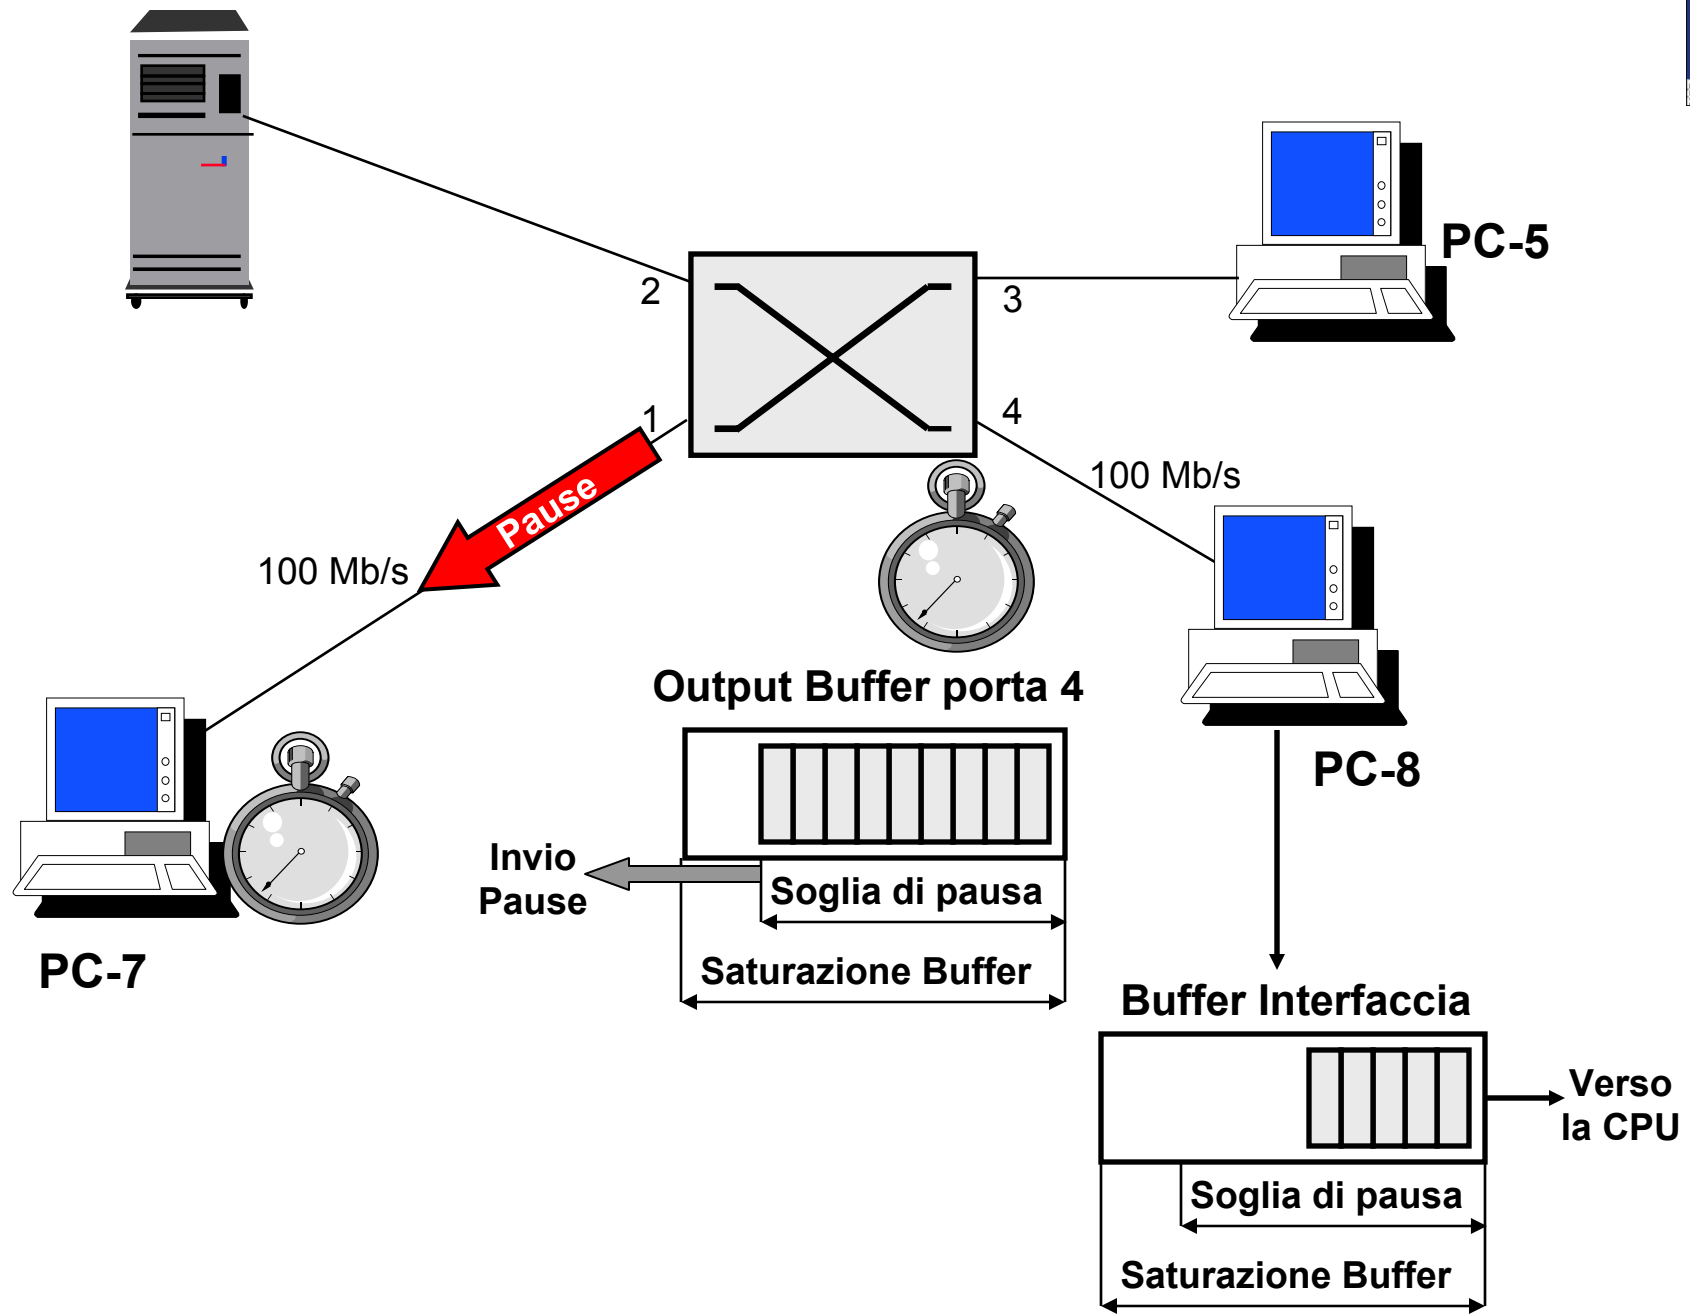 PC-5
2
3
1
4
100 Mb/s
Pause
100 Mb/s
Output Buffer porta 4
PC-8
Invio
Pause
Soglia di pausa
PC-7
Saturazione Buffer
Buffer Interfaccia
Verso
la CPU
Soglia di pausa
Saturazione Buffer